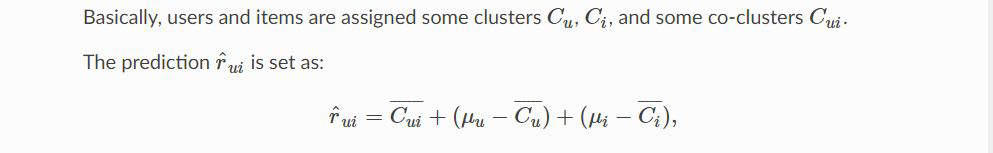 Basically, users and items are assigned some clusters $C_u$, $C_i$, and some co-clusters $C_{ui}$.
The prediction $\hat{r}_{ui}$ is set as:
$\hat{r}_{ui} = \overline{C_{ui}} + (\mu_u - \overline{C_u}) + (\mu_i - \overline{C_i}),$